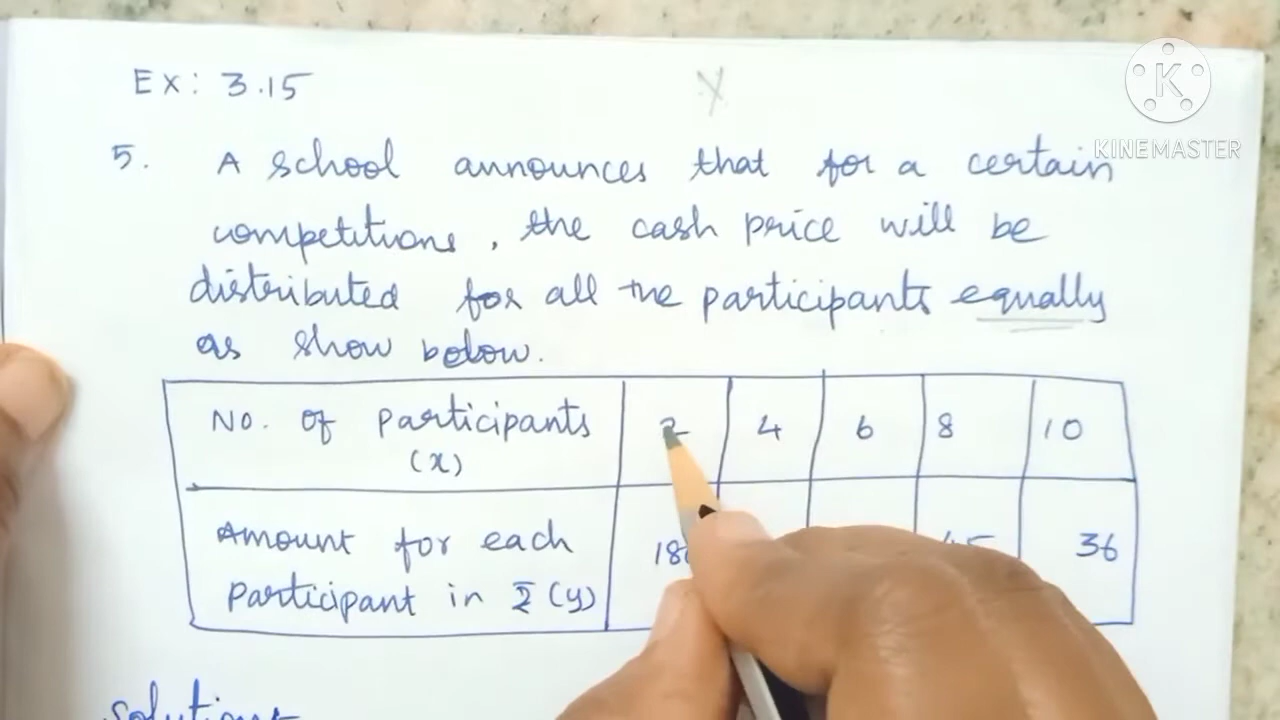 Ex: 3.15
5. A school announces that for a certain
competitions, the cash price will be
distributed for all the participants equally
as show below.
No. of participants (x) 2 4 6 8 10
Amount for each participant in ₹ (y) 36
Solution:
K
KINEMASTER